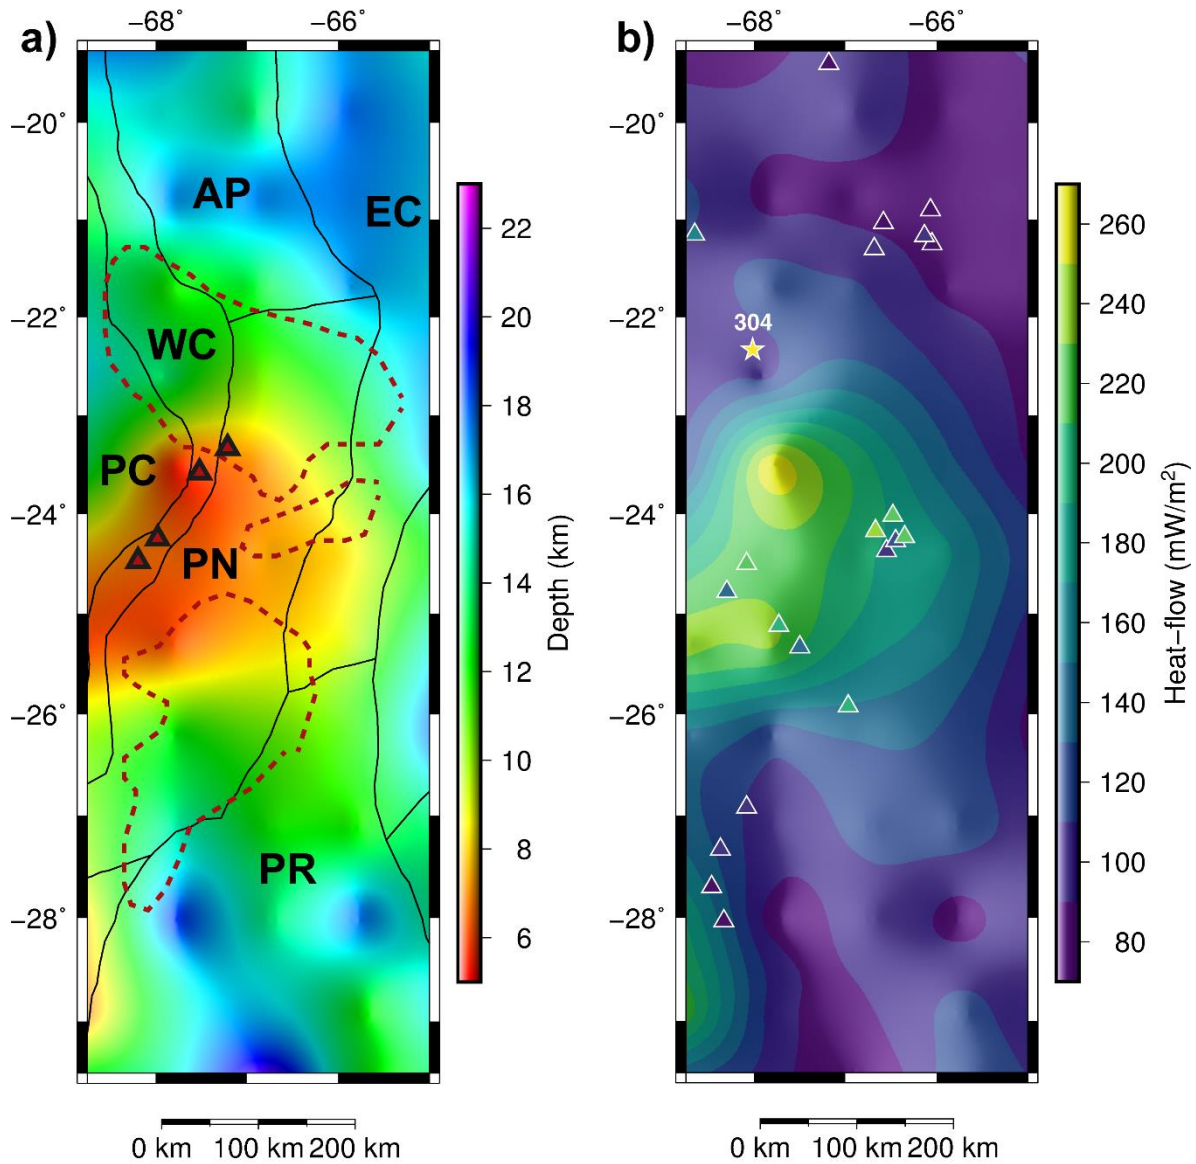 a)
−68°
−66°
−20°
−22°
−24°
−26°
−28°
AP
EC
WC
PC
PN
PR
22
20
18
16
14
12
10
8
6
Depth (km)
0 km
100 km
200 km
b)
−68°
−66°
−20°
−22°
−24°
−26°
−28°
304
260
240
220
200
180
160
140
120
100
80
Heat−flow (mW/m²)
0 km
100 km
200 km